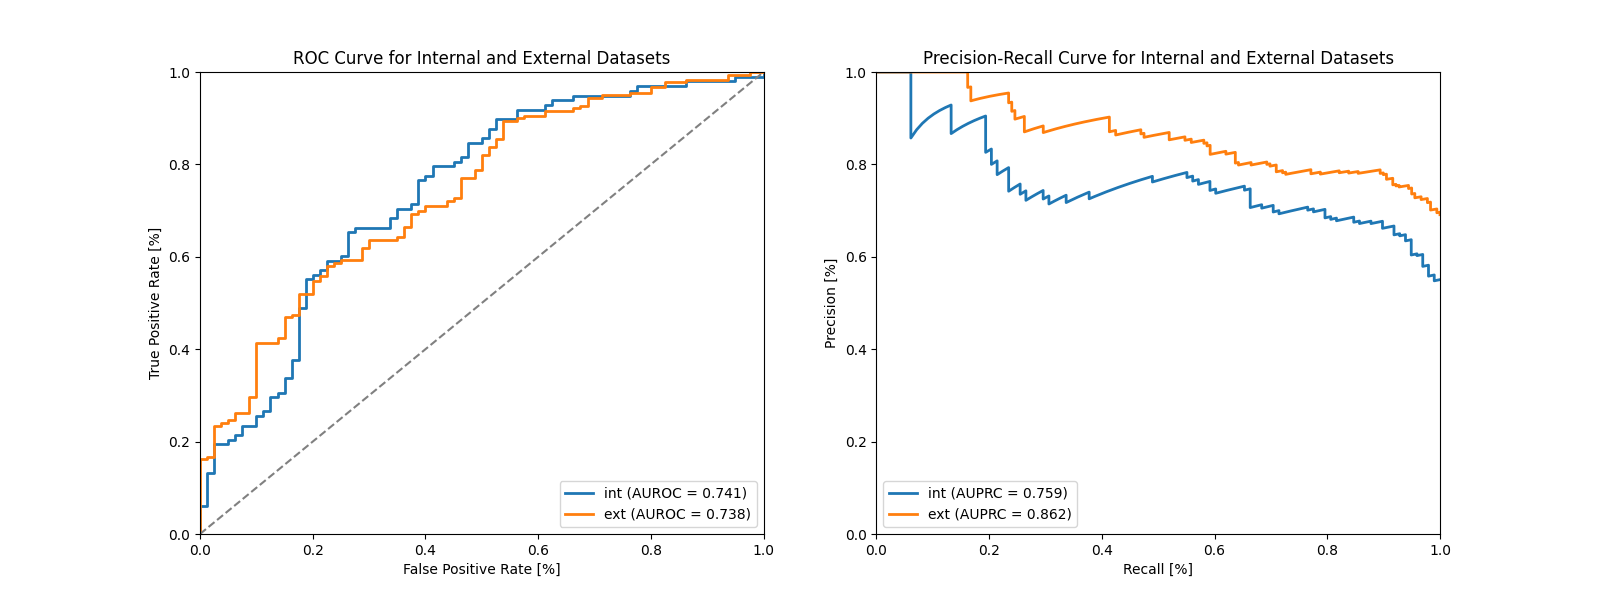 ROC Curve for Internal and External Datasets
1.0
0.8
0.6
0.4
0.2
0.0
True Positive Rate [%]
int (AUROC = 0.741)
ext (AUROC = 0.738)
0.0 0.2 0.4 0.6 0.8 1.0
False Positive Rate [%]
Precision-Recall Curve for Internal and External Datasets
1.0
0.8
0.6
0.4
0.2
0.0
Precision [%]
int (AUPRC = 0.759)
ext (AUPRC = 0.862)
0.0 0.2 0.4 0.6 0.8 1.0
Recall [%]